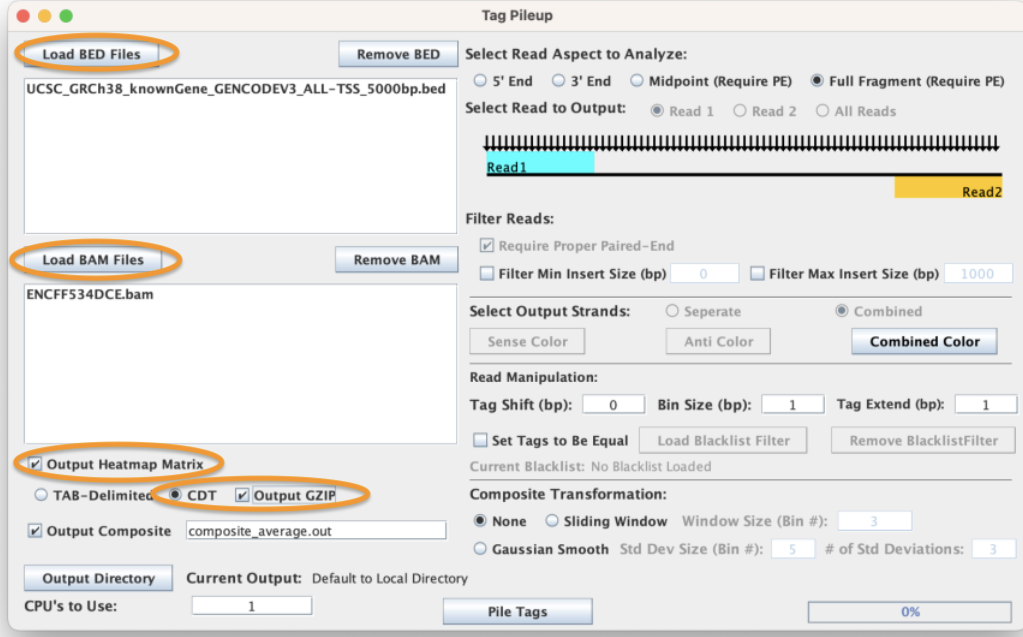 Tag Pileup
Load BED Files
Remove BED
UCSC_GRCh38_knownGene_GENCODEV3_ALL-TSS_5000bp.bed
Load BAM Files
Remove BAM
ENCFF534DCE.bam
Output Heatmap Matrix
TAB-Delimited CDT Output GZIP
Output Composite composite_average.out
Output Directory Current Output: Default to Local Directory
CPU's to Use: 1
Select Read Aspect to Analyze:
5' End 3' End Midpoint (Require PE) Full Fragment (Require PE)
Select Read to Output: Read 1 Read 2 All Reads
Read1
Read2
Filter Reads:
Require Proper Paired-End
Filter Min Insert Size (bp) 0 Filter Max Insert Size (bp) 1000
Select Output Strands: Seperate Combined
Sense Color Anti Color Combined Color
Read Manipulation:
Tag Shift (bp): 0 Bin Size (bp): 1 Tag Extend (bp): 1
Set Tags to Be Equal Load Blacklist Filter Remove BlacklistFilter
Current Blacklist: No Blacklist Loaded
Composite Transformation:
None Sliding Window Window Size (Bin #): 3
Gaussian Smooth Std Dev Size (Bin #): 5 # of Std Deviations: 3
Pile Tags
0%